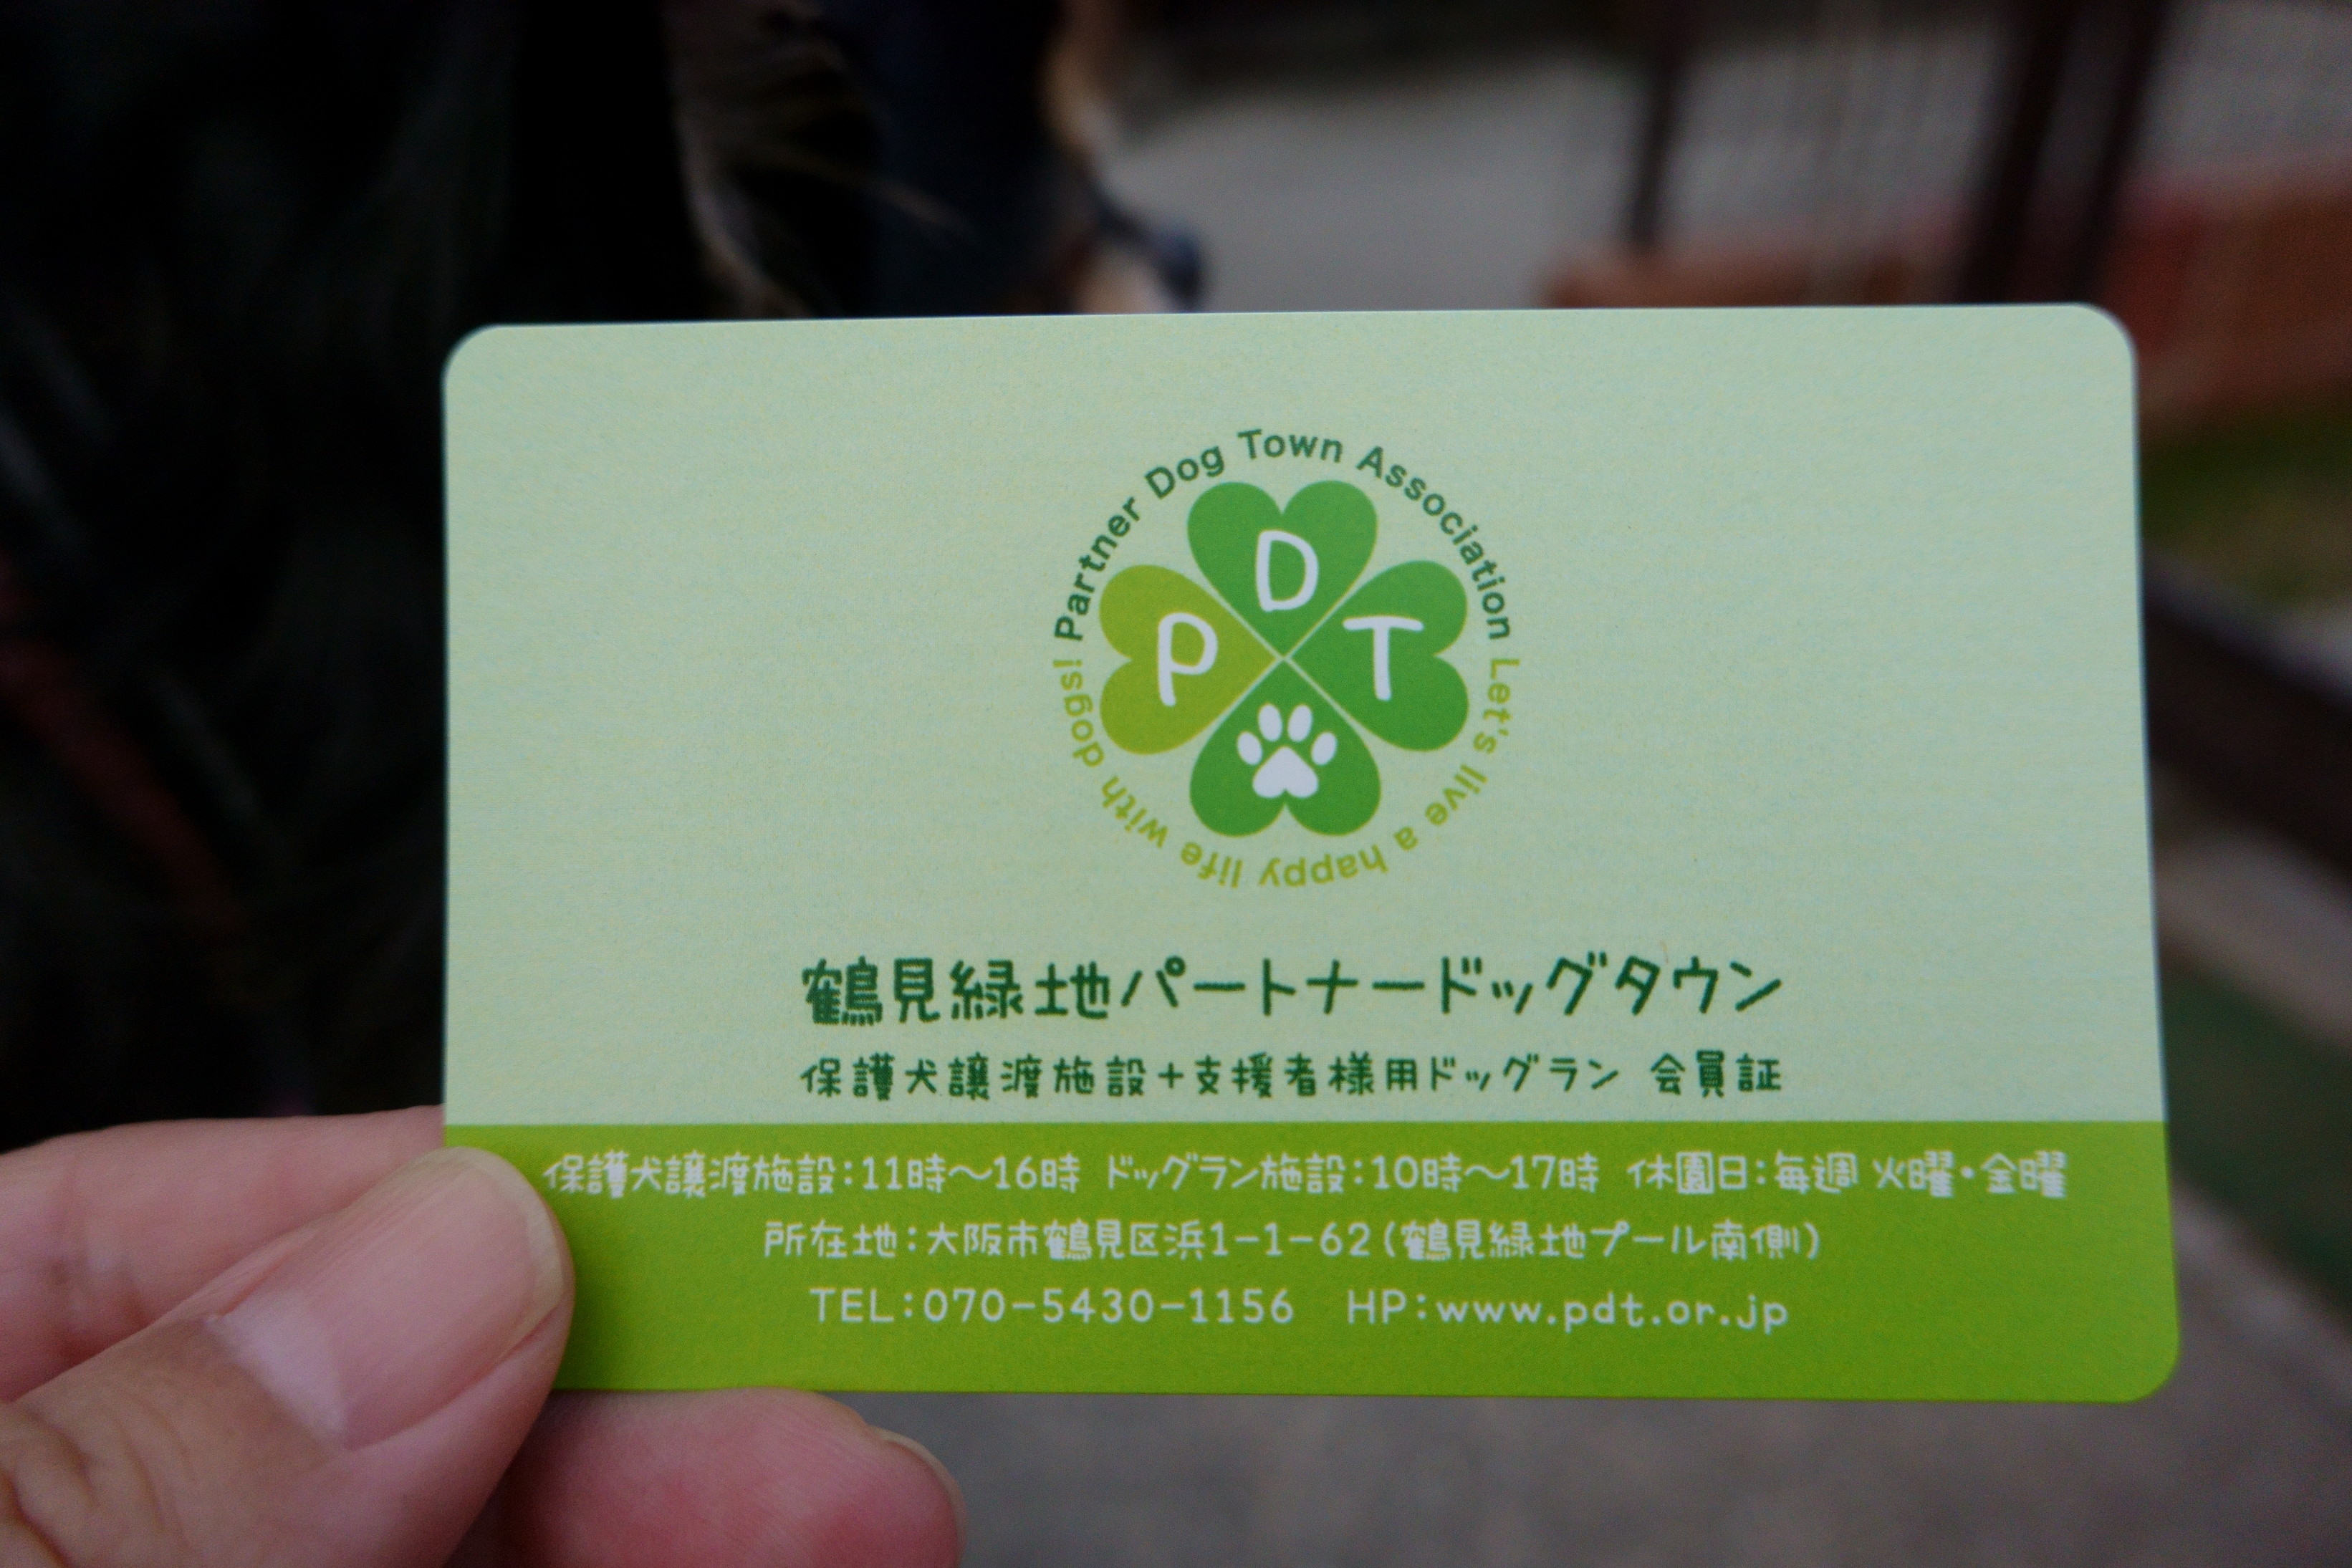 Partner Dog Town Association Let's live a happy life with dogs!
D
P T
鶴見緑地パートナードッグタウン
保護犬譲渡施設+支援者様用ドッグラン 会員証
保護犬譲渡施設:11時～16時 ドッグラン施設:10時～17時 休園日:毎週 火曜・金曜
所在地:大阪市鶴見区浜1-1-62(鶴見緑地プール南側)
TEL:070-5430-1156 HP:www.pdt.or.jp